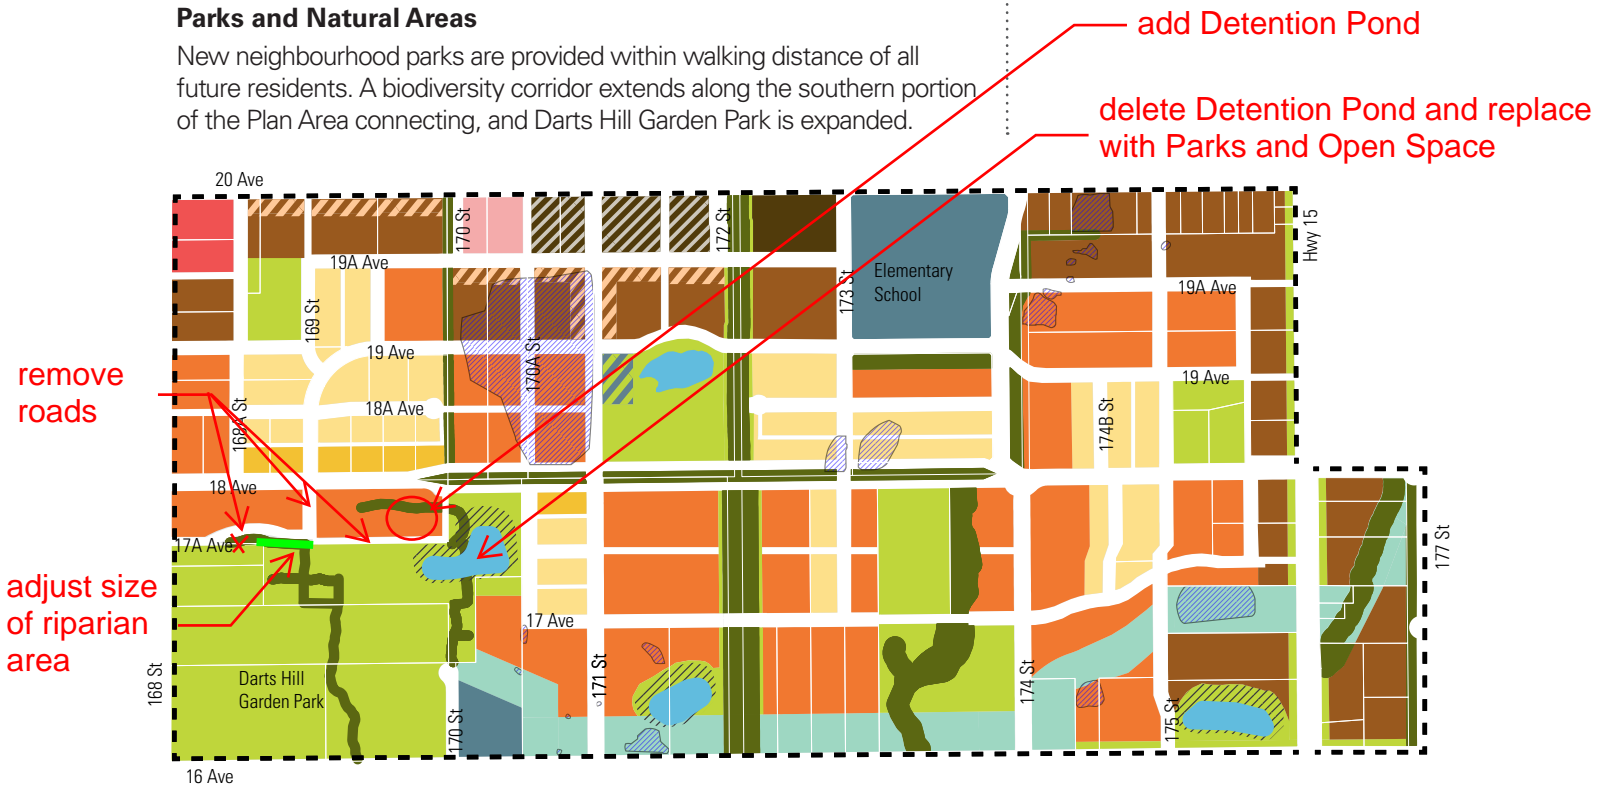 Parks and Natural Areas
New neighbourhood parks are provided within walking distance of all
future residents. A biodiversity corridor extends along the southern portion
of the Plan Area connecting, and Darts Hill Garden Park is expanded.
add Detention Pond
delete Detention Pond and replace
with Parks and Open Space
20 Ave
170 St
172 St
Hwy 15
19A Ave
Elementary
School
173 St
19A Ave
169 St
19 Ave
170A St
19 Ave
remove
roads
18A Ave
168A St
174B St
18 Ave
17A Ave
177 St
adjust size
of riparian
area
17 Ave
168 St
Darts Hill
Garden Park
171 St
174 St
170 St
175 St
16 Ave